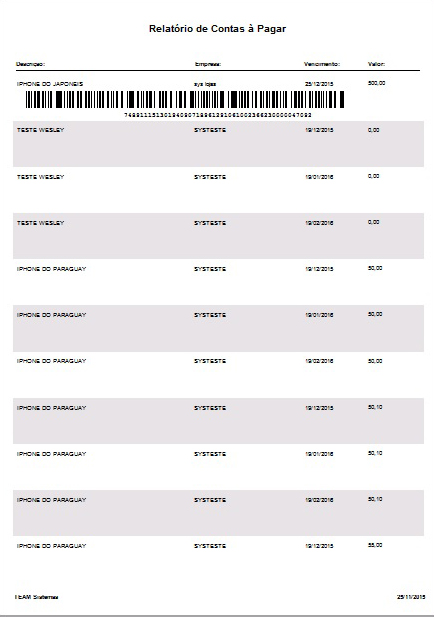 Relatório de Contas à Pagar
Descriçao: Empresa: Vencimento: Valor:
IPHONE DO JAPONEIS sys lojas 25/12/2015 500,00
TESTE WESLEY SYSTESTE 19/12/2015 0,00
TESTE WESLEY SYSTESTE 19/01/2016 0,00
TESTE WESLEY SYSTESTE 19/02/2016 0,00
IPHONE DO PARAGUAY SYSTESTE 19/12/2015 50,00
IPHONE DO PARAGUAY SYSTESTE 19/01/2016 50,00
IPHONE DO PARAGUAY SYSTESTE 19/02/2016 50,00
IPHONE DO PARAGUAY SYSTESTE 19/12/2015 50,10
IPHONE DO PARAGUAY SYSTESTE 19/01/2016 50,10
IPHONE DO PARAGUAY SYSTESTE 19/02/2016 50,10
IPHONE DO PARAGUAY SYSTESTE 19/12/2015 55,00
TEAM Sistemas 25/11/2015